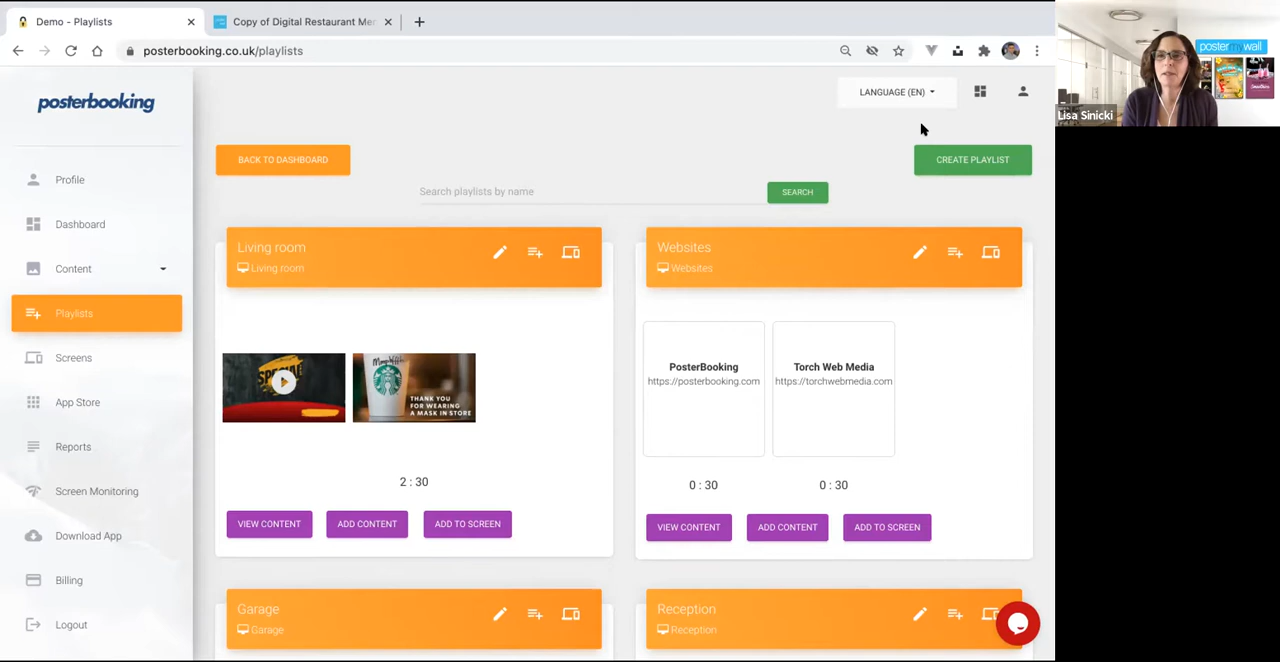 Demo - Playlists
Copy of Digital Restaurant Mer
posterbooking.co.uk/playlists
postermywall
Lisa Sinicki
posterbooking
LANGUAGE (EN)
BACK TO DASHBOARD
CREATE PLAYLIST
Search playlists by name
SEARCH
Profile
Dashboard
Content
Playlists
Screens
App Store
Reports
Screen Monitoring
Download App
Billing
Logout
Living room
Living room
SPECIAL
THANK YOU
FOR WEARING
A MASK IN STORE
2 : 30
VIEW CONTENT
ADD CONTENT
ADD TO SCREEN
Websites
Websites
PosterBooking
https://posterbooking.com
Torch Web Media
https://torchwebmedia.com
0 : 30
0 : 30
VIEW CONTENT
ADD CONTENT
ADD TO SCREEN
Garage
Garage
Reception
Reception